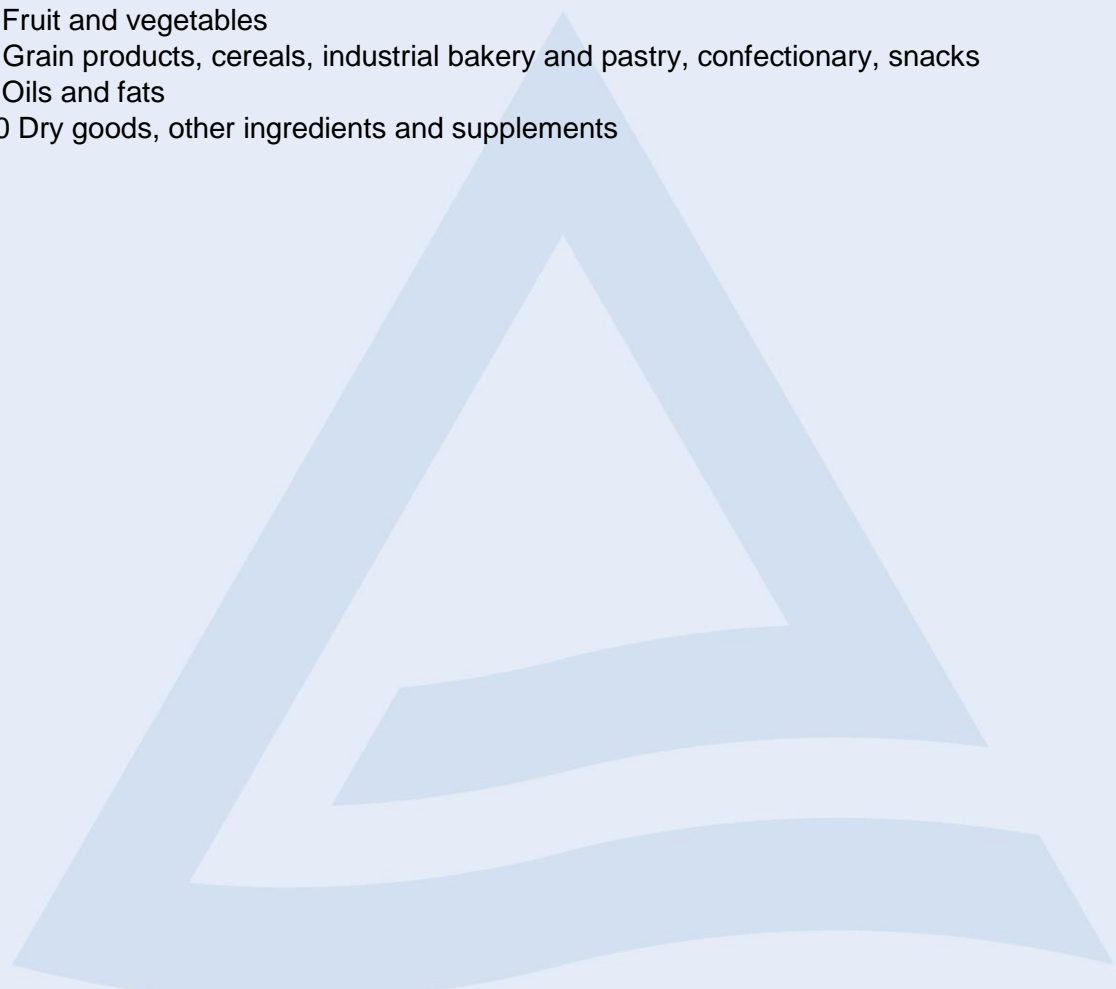 Fruit and vegetables
Grain products, cereals, industrial bakery and pastry, confectionary, snacks
Oils and fats
0 Dry goods, other ingredients and supplements